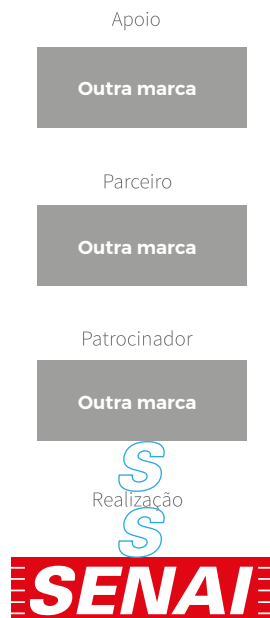 Apoio
Outra marca
Parceiro
Outra marca
Patrocinador
Outra marca
S
Realização
S
SENAI